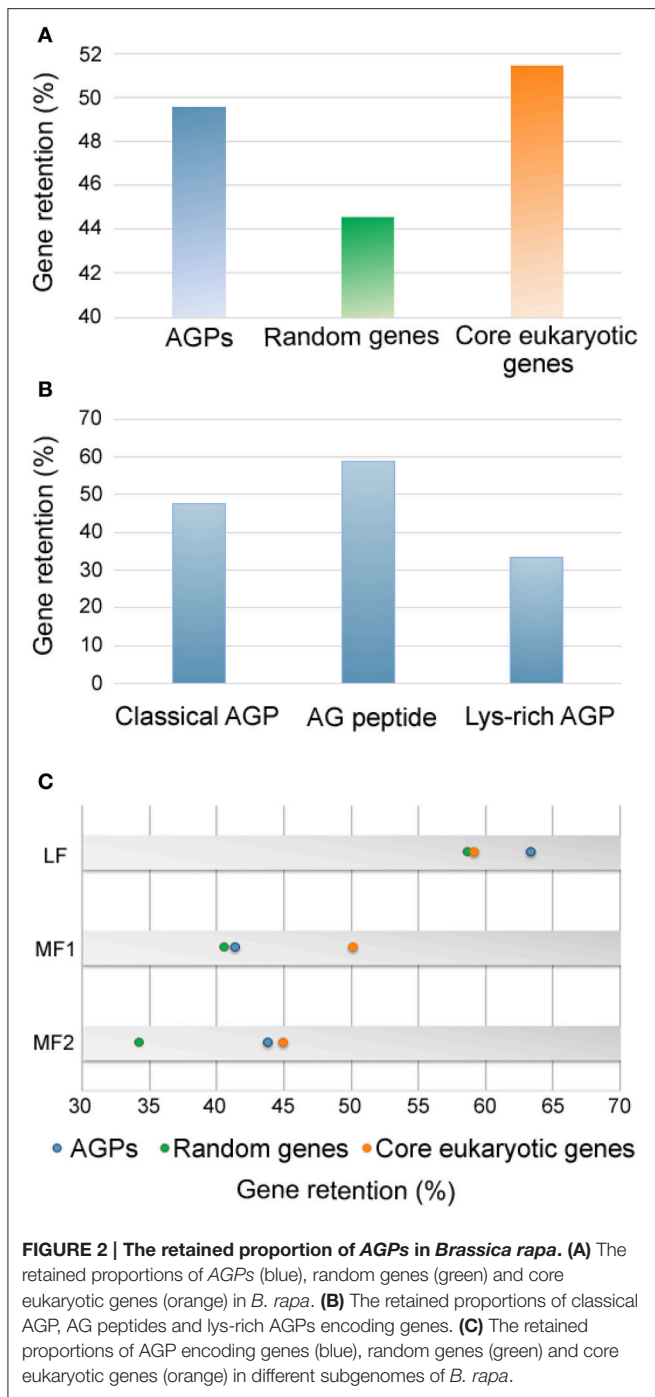 A
Gene retention (%)
52
50
48
46
44
42
40
AGPs Random genes Core eukaryotic
genes
B
Gene retention (%)
70
60
50
40
30
20
10
0
Classical AGP AG peptide Lys-rich AGP
C
LF
MF1
MF2
30 35 40 45 50 55 60 65 70
AGPs Random genes Core eukaryotic genes
Gene retention (%)
FIGURE 2 | The retained proportion of AGPs in Brassica rapa. (A) The
retained proportions of AGPs (blue), random genes (green) and core
eukaryotic genes (orange) in B. rapa. (B) The retained proportions of classical
AGP, AG peptides and lys-rich AGPs encoding genes. (C) The retained
proportions of AGP encoding genes (blue), random genes (green) and core
eukaryotic genes (orange) in different subgenomes of B. rapa.